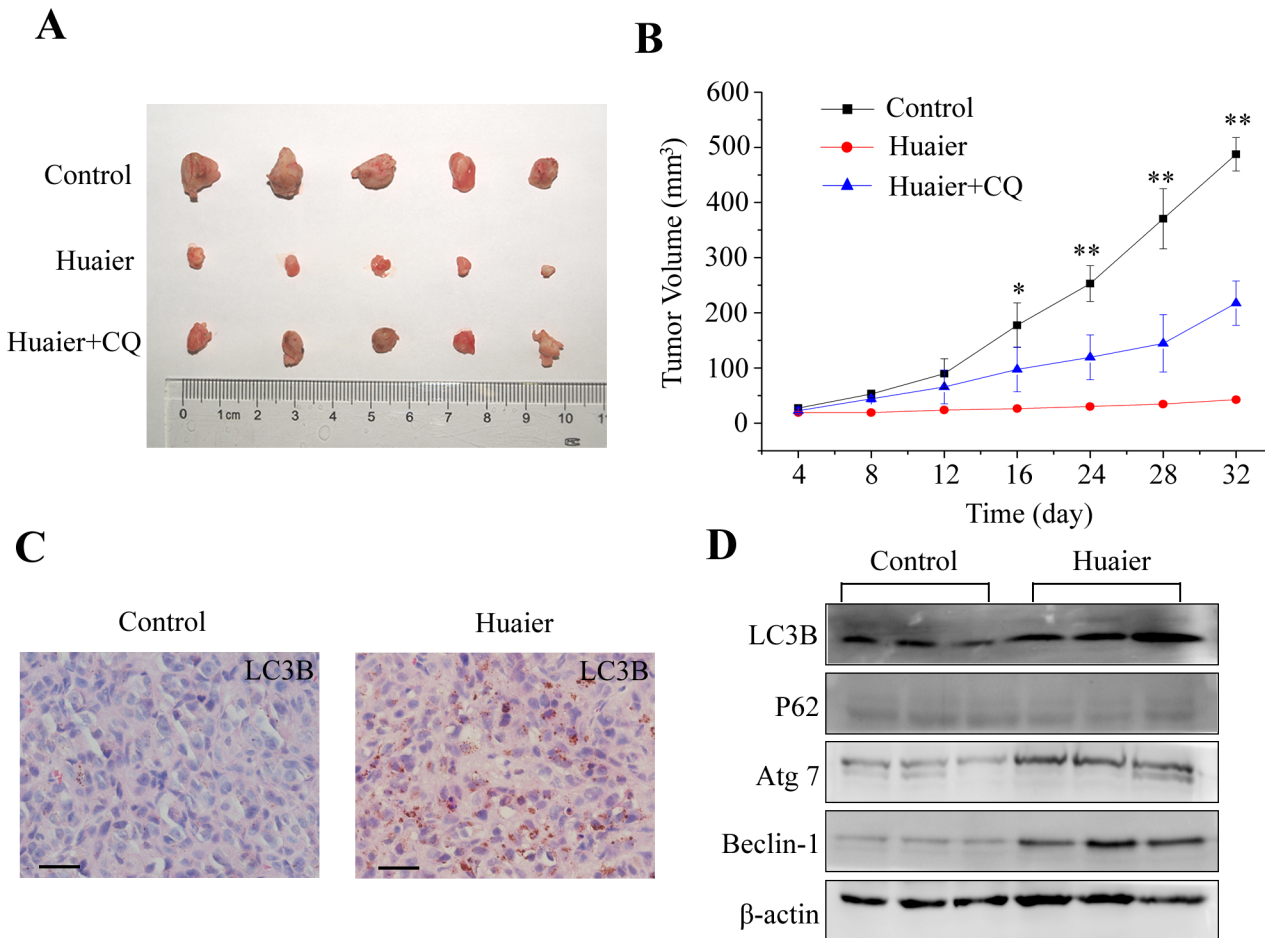 A
Control
Huaier
Huaier+CQ
0 1cm 2 3 4 5 6 7 8 9 10 11
B
Tumor Volume (mm³)
600
500
400
300
200
100
0
Control
Huaier
Huaier+CQ
*
**
**
**
4 8 12 16 24 28 32
Time (day)
C
Control
Huaier
LC3B
LC3B
D
Control
Huaier
LC3B
P62
Atg 7
Beclin-1
β-actin